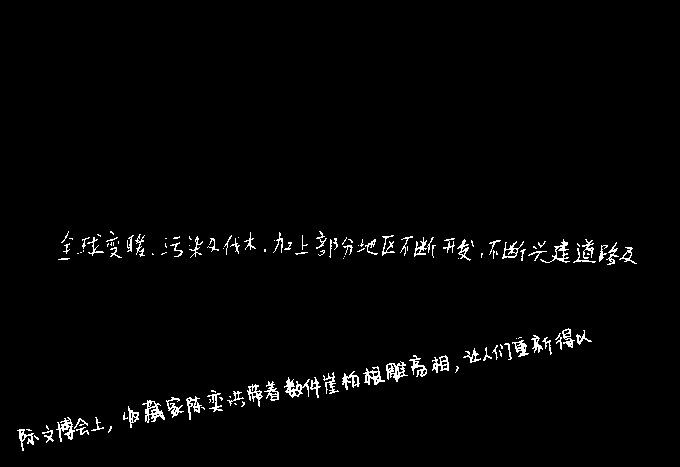 全球变暖、污染及伐木,加上部分地区不断开发,不断兴建道路及
际文博会上,收藏家陈奕洪带着数件崖柏根雕亮相,让人们重新得以